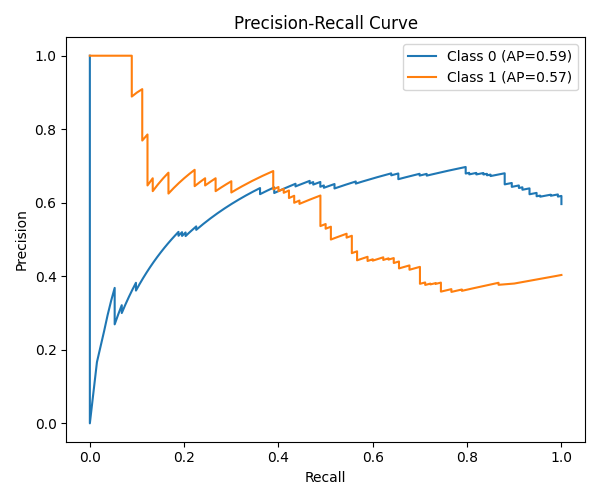 Precision-Recall Curve
Class 0 (AP=0.59)
Class 1 (AP=0.57)
Precision
1.0
0.8
0.6
0.4
0.2
0.0
0.0 0.2 0.4 0.6 0.8 1.0
Recall